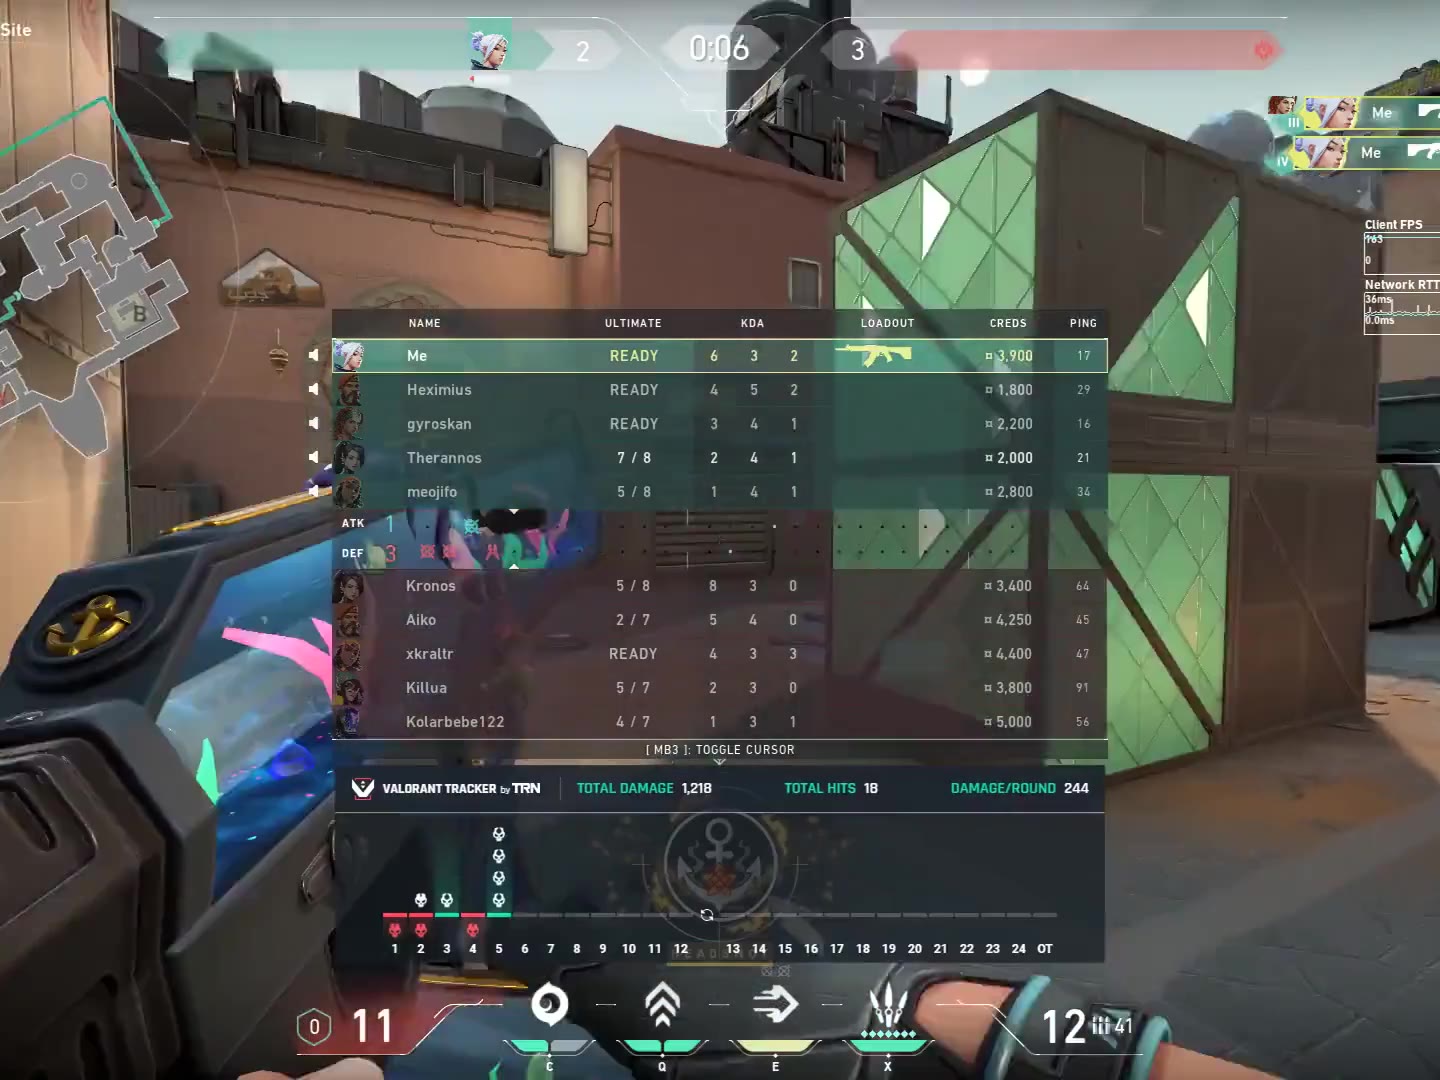 Site
2 0:06 3
III Me
IV Me
Client FPS
163
0
Network RTT
36ms
0.0ms
B
NAME ULTIMATE KDA LOADOUT CREDS PING
Me READY 6 3 2 ¤ 3,900 17
Heximius READY 4 5 2 ¤ 1,800 29
gyroskan READY 3 4 1 ¤ 2,200 16
Therannos 7 / 8 2 4 1 ¤ 2,000 21
meojifo 5 / 8 1 4 1 ¤ 2,800 34
ATK 1
DEF 3
Kronos 5 / 8 8 3 0 ¤ 3,400 64
Aiko 2 / 7 5 4 0 ¤ 4,250 45
xkraltr READY 4 3 3 ¤ 4,400 47
Killua 5 / 7 2 3 0 ¤ 3,800 91
Kolarbebe122 4 / 7 1 3 1 ¤ 5,000 56
[ MB3 ]: TOGGLE CURSOR
VALORANT TRACKER by TRN TOTAL DAMAGE 1,218 TOTAL HITS 18 DAMAGE/ROUND 244
1 2 3 4 5 6 7 8 9 10 11 12 13 14 15 16 17 18 19 20 21 22 23 24 OT
HEADSHOT
0 11 12 41
C Q E X